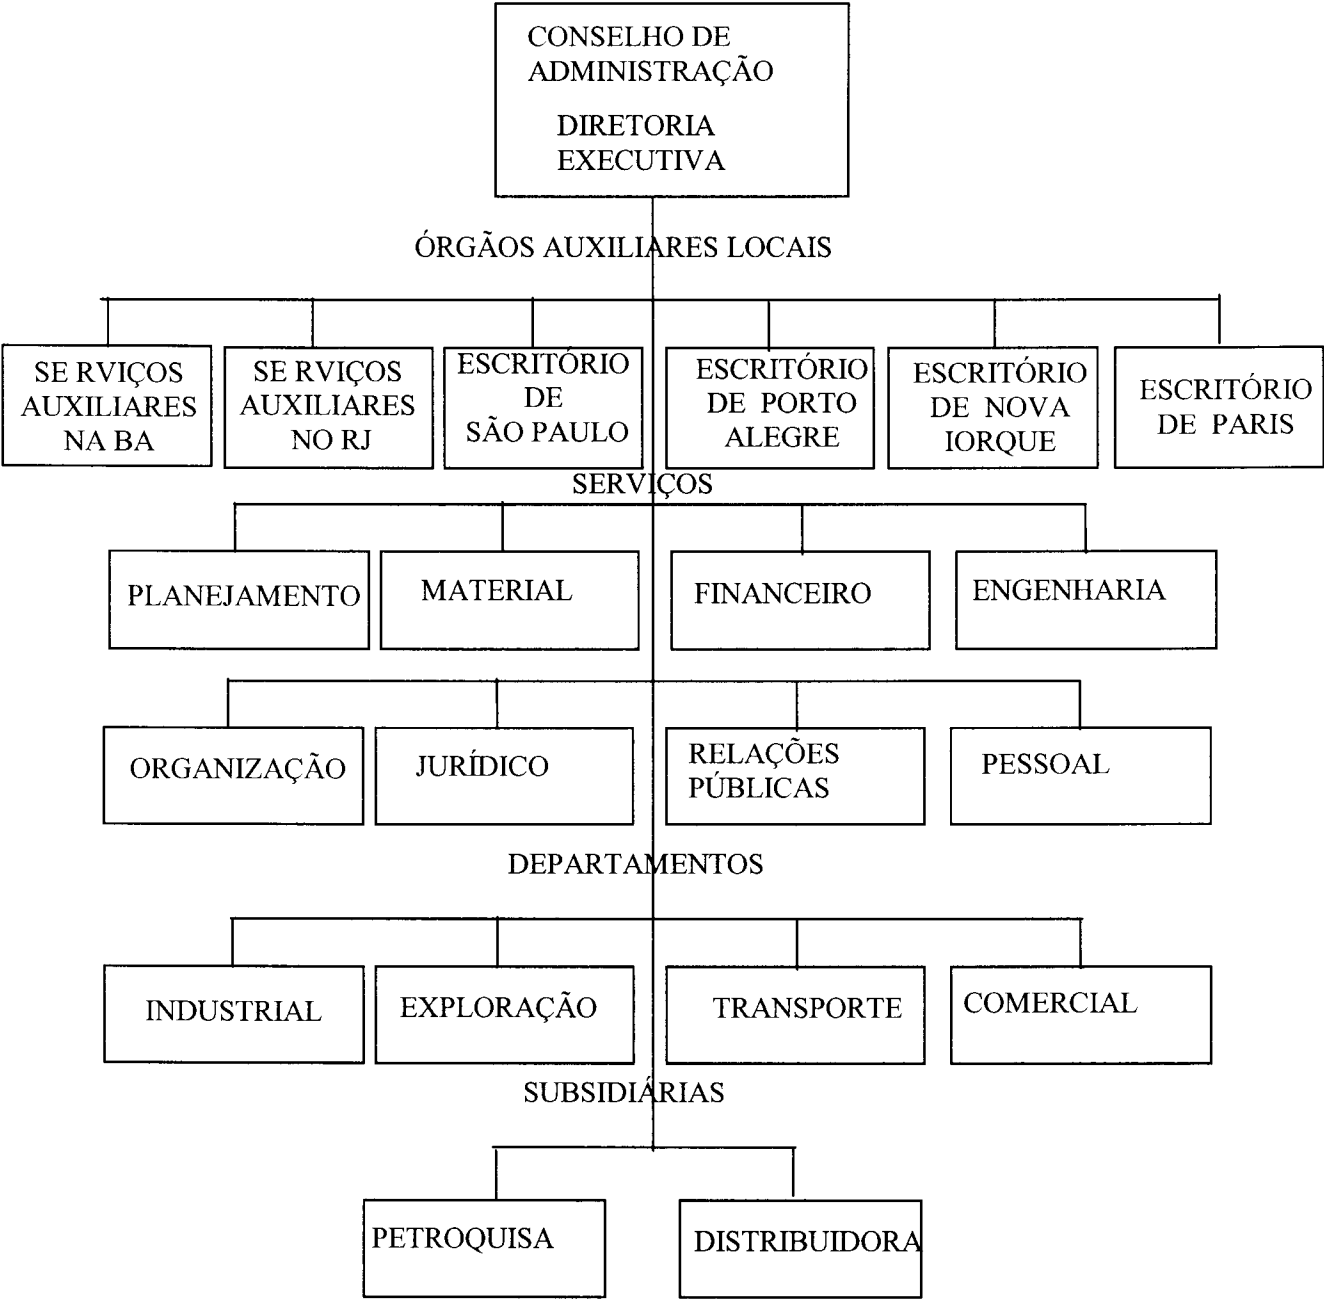 CONSELHO DE
ADMINISTRAÇÃO
DIRETORIA
EXECUTIVA
ÓRGÃOS AUXILIARES LOCAIS
SE RVIÇOS
AUXILIARES
NA BA
SE RVIÇOS
AUXILIARES
NO RJ
ESCRITÓRIO
DE
SÃO PAULO
ESCRITÓRIO
DE PORTO
ALEGRE
ESCRITÓRIO
DE NOVA
IORQUE
ESCRITÓRIO
DE PARIS
SERVIÇOS
PLANEJAMENTO
MATERIAL
FINANCEIRO
ENGENHARIA
ORGANIZAÇÃO
JURÍDICO
RELAÇÕES
PÚBLICAS
PESSOAL
DEPARTAMENTOS
INDUSTRIAL
EXPLORAÇÃO
TRANSPORTE
COMERCIAL
SUBSIDIÁRIAS
PETROQUISA
DISTRIBUIDORA